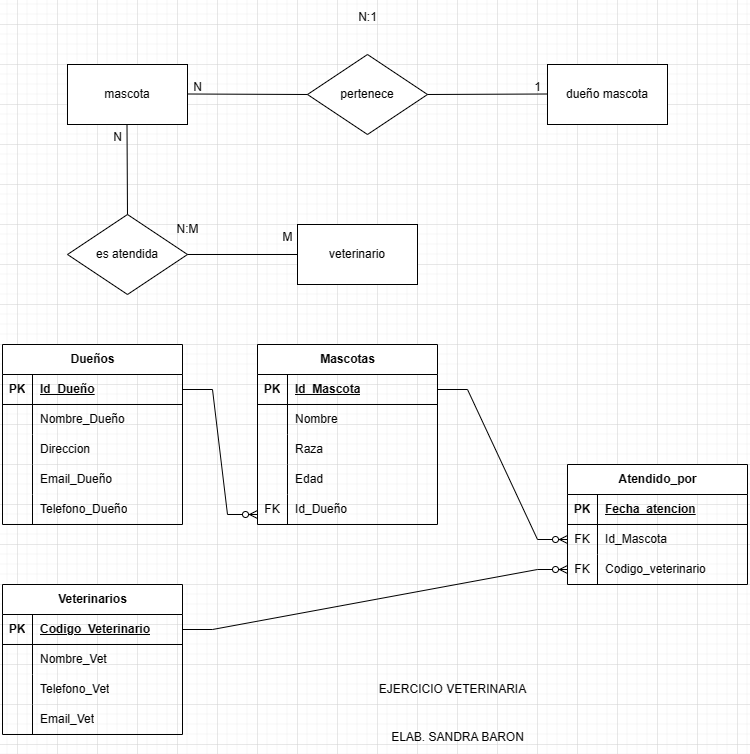 N:1
mascota
N
pertenece
1
dueño mascota
N
N:M
es atendida
M
veterinario
Dueños
PK Id_Dueño
Nombre_Dueño
Direccion
Email_Dueño
Telefono_Dueño
Mascotas
PK Id_Mascota
Nombre
Raza
Edad
FK Id_Dueño
Atendido_por
PK Fecha_atencion
FK Id_Mascota
FK Codigo_veterinario
Veterinarios
PK Codigo_Veterinario
Nombre_Vet
Telefono_Vet
Email_Vet
EJERCICIO VETERINARIA
ELAB. SANDRA BARON